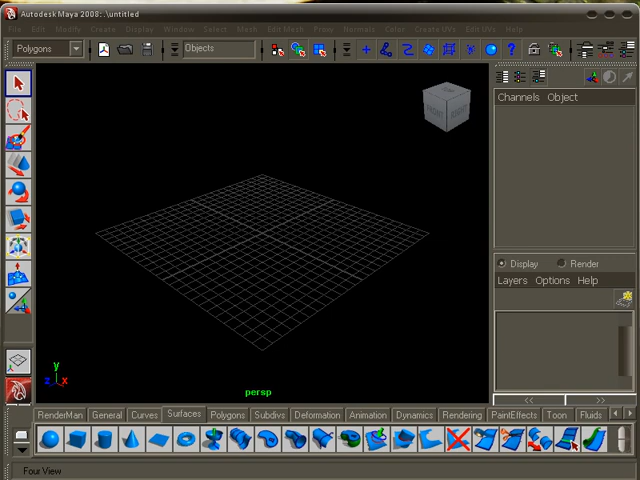 Autodesk Maya 2008: .\untitled
File Edit Modify Create Display Window Select Mesh Edit Mesh Proxy Normals Color Create UVs Edit UVs Help
Polygons Objects
Channels Object
FRONT RIGHT
Display Render
Layers Options Help
y
z x
persp
<< >>
RenderMan General Curves Surfaces Polygons Subdivs Deformation Animation Dynamics Rendering PaintEffects Toon Fluids
Four View